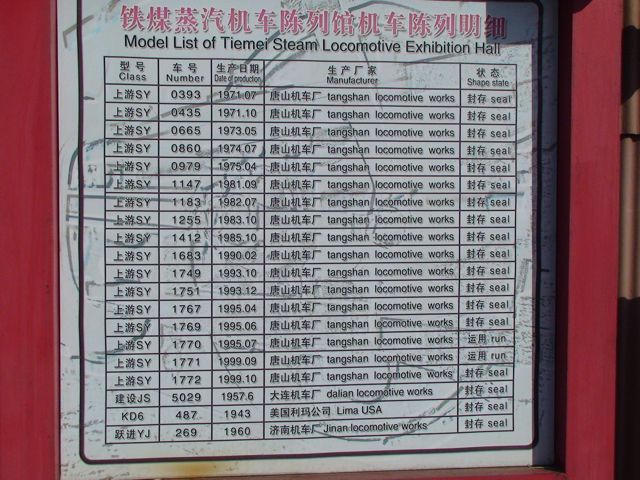 铁煤蒸汽机车陈列馆机车陈列明细
Model List of Tiemei Steam Locomotive Exhibition Hall
型号 车号 生产日期 生产厂家 状态
Class Number Date of production Manufacturer Shape state
上游SY 0393 1971.07 唐山机车厂 tangshan locomotive works 封存 seal
上游SY 0435 1971.10 唐山机车厂 tangshan locomotive works 封存 seal
上游SY 0665 1973.05 唐山机车厂 tangshan locomotive works 封存 seal
上游SY 0860 1974.07 唐山机车厂 tangshan locomotive works 封存 seal
上游SY 0979 1975.04 唐山机车厂 tangshan locomotive works 封存 seal
上游SY 1147 1981.09 唐山机车厂 tangshan locomotive works 封存 seal
上游SY 1183 1982.07 唐山机车厂 tangshan locomotive works 封存 seal
上游SY 1255 1983.10 唐山机车厂 tangshan locomotive works 封存 seal
上游SY 1412 1985.10 唐山机车厂 tangshan locomotive works 封存 seal
上游SY 1683 1990.02 唐山机车厂 tangshan locomotive works 封存 seal
上游SY 1749 1993.10 唐山机车厂 tangshan locomotive works 封存 seal
上游SY 1751 1993.12 唐山机车厂 tangshan locomotive works 封存 seal
上游SY 1767 1995.04 唐山机车厂 tangshan locomotive works 封存 seal
上游SY 1769 1995.06 唐山机车厂 tangshan locomotive works 封存 seal
上游SY 1770 1995.07 唐山机车厂 tangshan locomotive works 运用 run
上游SY 1771 1999.09 唐山机车厂 tangshan locomotive works 运用 run
上游SY 1772 1999.10 唐山机车厂 tangshan locomotive works 封存 seal
建设JS 5029 1957.6 大连机车厂 dalian locomotive works 封存 seal
KD6 487 1943 美国利玛公司 Lima USA 封存 seal
跃进YJ 269 1960 济南机车厂 Jinan locomotive works 封存 seal